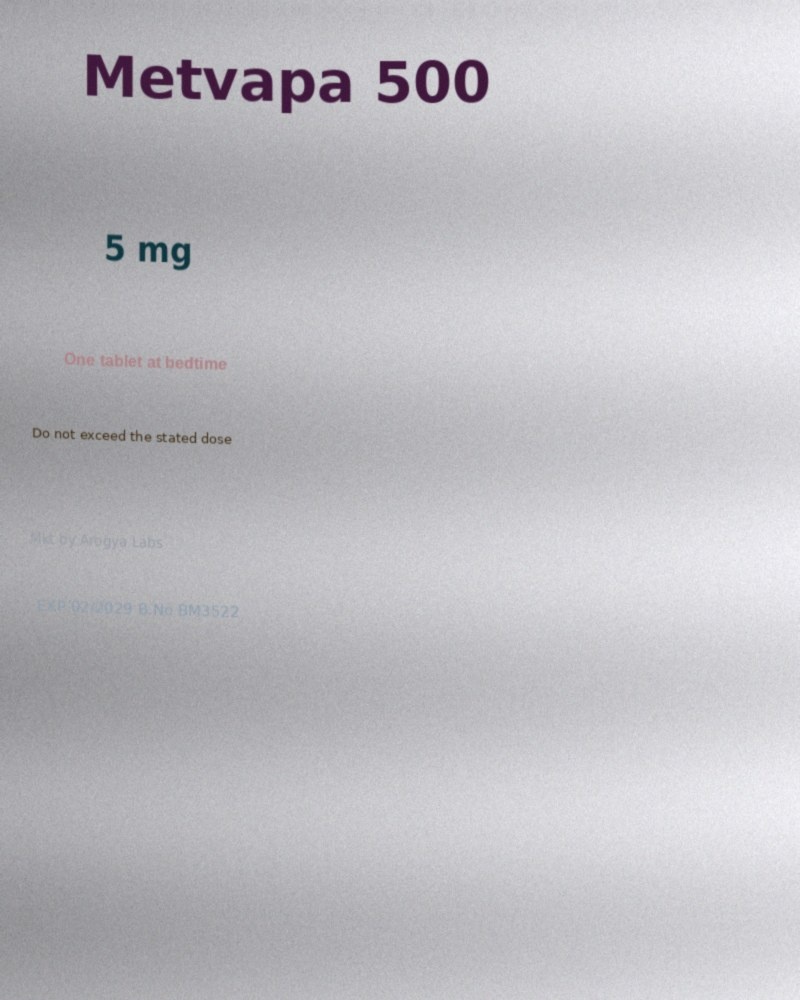 Metvapa 500
5 mg
One tablet at bedtime
Do not exceed the stated dose
Mkt by Arogya Labs
EXP 02/2029 B.No BM3522